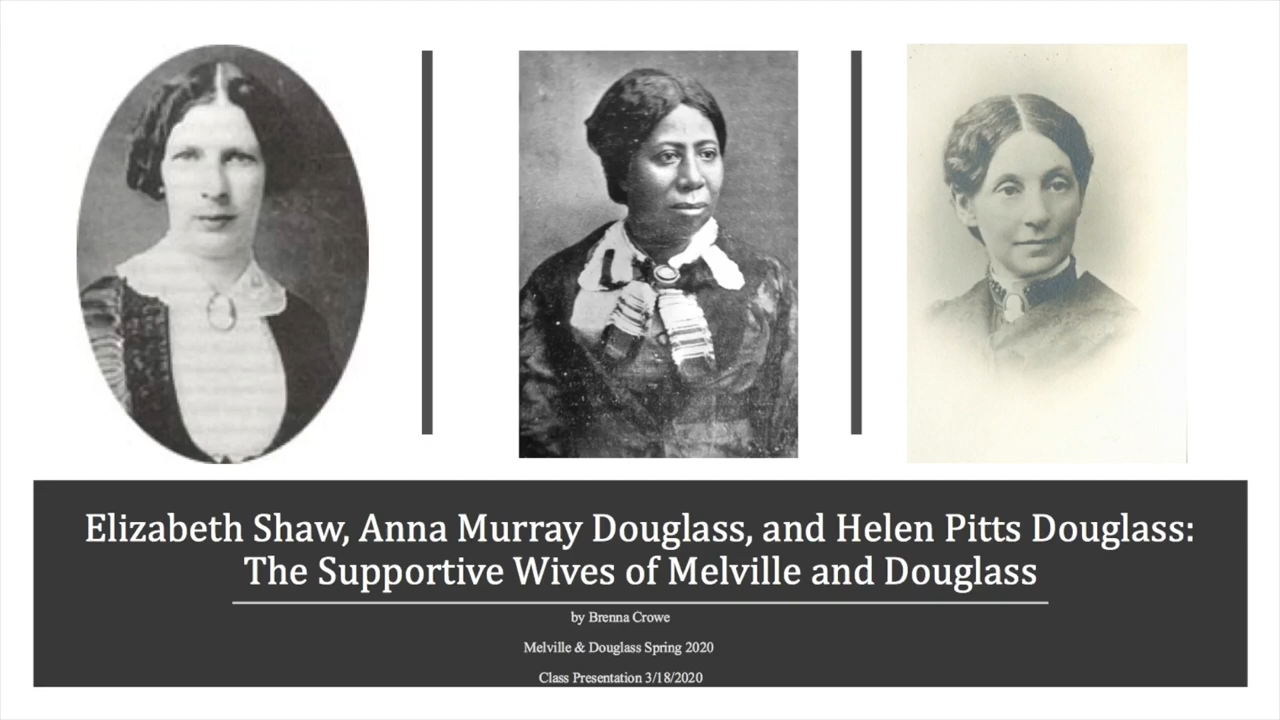 Elizabeth Shaw, Anna Murray Douglass, and Helen Pitts Douglass:
The Supportive Wives of Melville and Douglass
by Brenna Crowe
Melville & Douglass Spring 2020
Class Presentation 3/18/2020